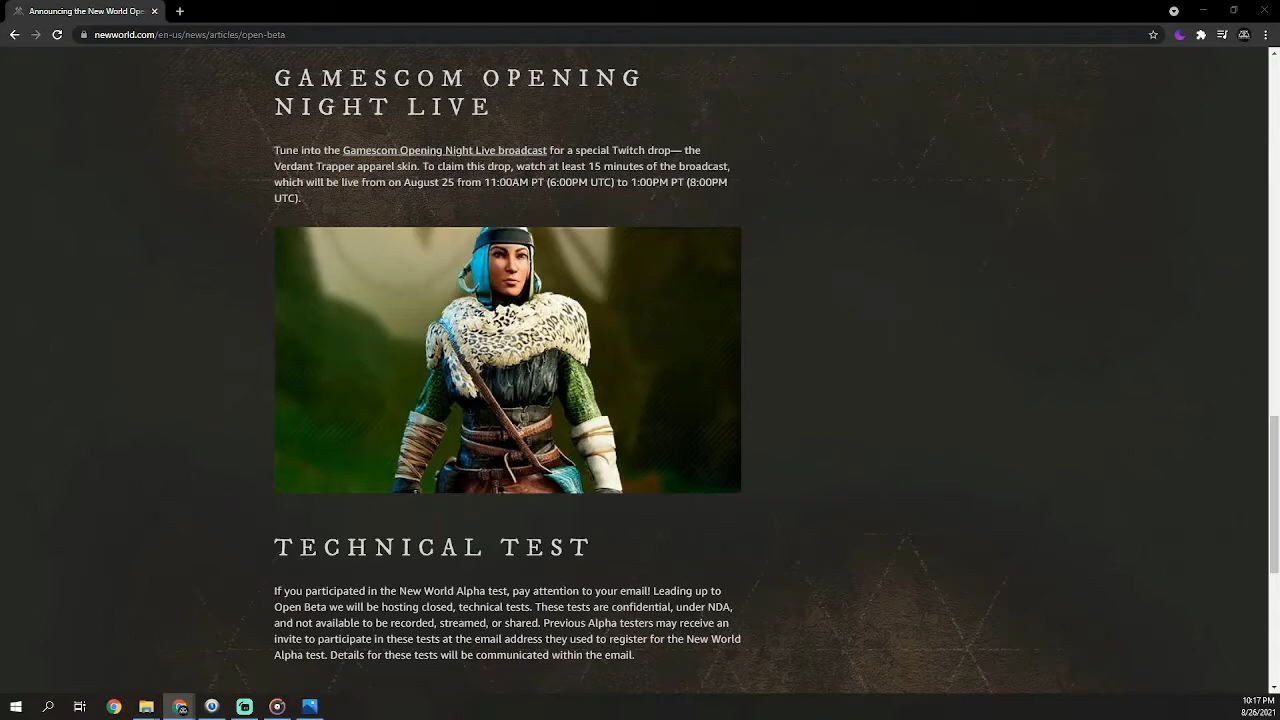 Announcing the New World Ope
newworld.com/en-us/news/articles/open-beta
GAMESCOM OPENING
NIGHT LIVE
Tune into the Gamescom Opening Night Live broadcast for a special Twitch drop— the
Verdant Trapper apparel skin. To claim this drop, watch at least 15 minutes of the broadcast,
which will be live from on August 25 from 11:00AM PT (6:00PM UTC) to 1:00PM PT (8:00PM
UTC).
TECHNICAL TEST
If you participated in the New World Alpha test, pay attention to your email! Leading up to
Open Beta we will be hosting closed, technical tests. These tests are confidential, under NDA,
and not available to be recorded, streamed, or shared. Previous Alpha testers may receive an
invite to participate in these tests at the email address they used to register for the New World
Alpha test. Details for these tests will be communicated within the email.
10:17 PM
8/26/2021